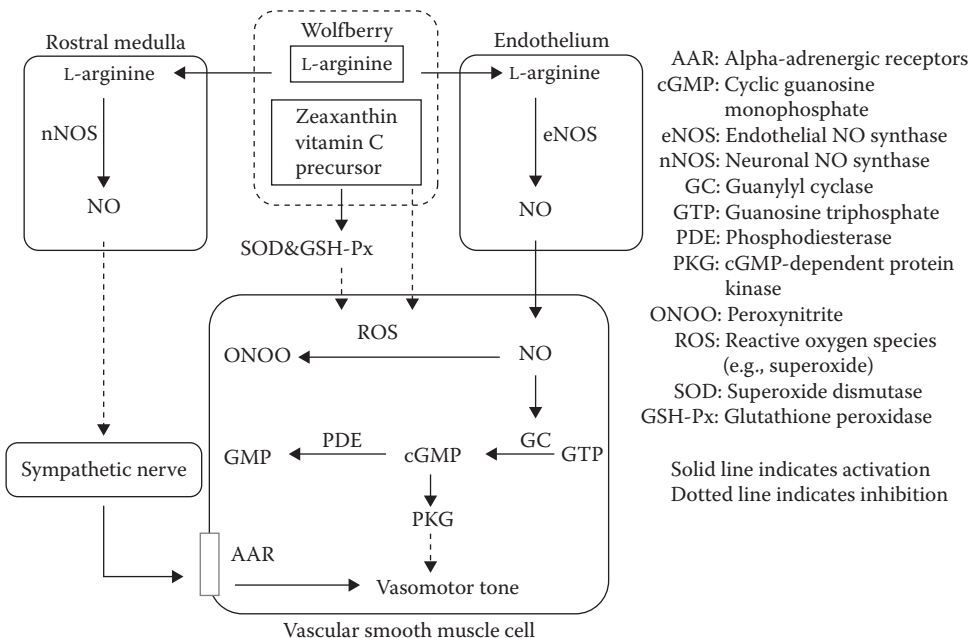 Wolfberry
Rostral medulla
Endothelium
L-arginine
L-arginine
L-arginine
nNOS
Zeaxanthin
vitamin C
precursor
eNOS
NO
NO
SOD&GSH-Px
ROS
ONOO
NO
Sympathetic nerve
GMP
PDE
cGMP
GC
GTP
PKG
AAR
Vasomotor tone
Vascular smooth muscle cell
AAR: Alpha-adrenergic receptors
cGMP: Cyclic guanosine
monophosphate
eNOS: Endothelial NO synthase
nNOS: Neuronal NO synthase
GC: Guanylyl cyclase
GTP: Guanosine triphosphate
PDE: Phosphodiesterase
PKG: cGMP-dependent protein
kinase
ONOO: Peroxynitrite
ROS: Reactive oxygen species
(e.g., superoxide)
SOD: Superoxide dismutase
GSH-Px: Glutathione peroxidase
Solid line indicates activation
Dotted line indicates inhibition